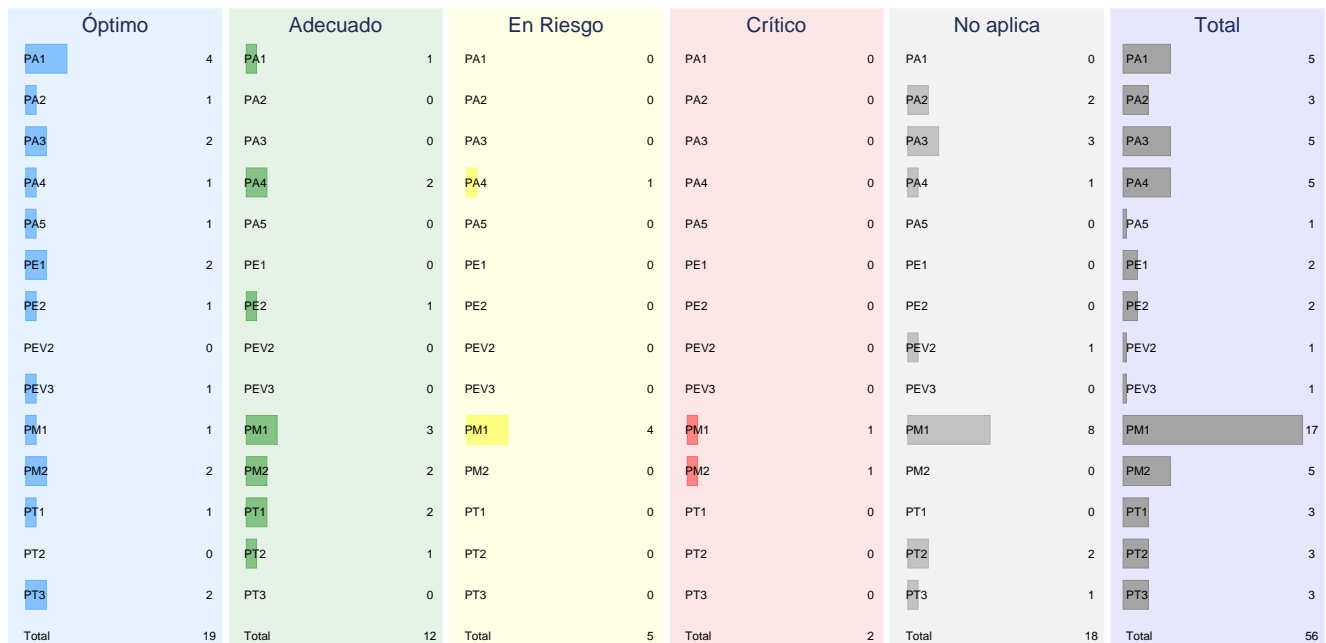 Óptimo Adecuado En Riesgo Crítico No aplica Total
PA1 4 PA1 1 PA1 0 PA1 0 PA1 0 PA1 5
PA2 1 PA2 0 PA2 0 PA2 0 PA2 2 PA2 3
PA3 2 PA3 0 PA3 0 PA3 0 PA3 3 PA3 5
PA4 1 PA4 2 PA4 1 PA4 0 PA4 1 PA4 5
PA5 1 PA5 0 PA5 0 PA5 0 PA5 0 PA5 1
PE1 2 PE1 0 PE1 0 PE1 0 PE1 0 PE1 2
PE2 1 PE2 1 PE2 0 PE2 0 PE2 0 PE2 2
PEV2 0 PEV2 0 PEV2 0 PEV2 0 PEV2 1 PEV2 1
PEV3 1 PEV3 0 PEV3 0 PEV3 0 PEV3 0 PEV3 1
PM1 1 PM1 3 PM1 4 PM1 1 PM1 8 PM1 17
PM2 2 PM2 2 PM2 0 PM2 1 PM2 0 PM2 5
PT1 1 PT1 2 PT1 0 PT1 0 PT1 0 PT1 3
PT2 0 PT2 1 PT2 0 PT2 0 PT2 2 PT2 3
PT3 2 PT3 0 PT3 0 PT3 0 PT3 1 PT3 3
Total 19 Total 12 Total 5 Total 2 Total 18 Total 56